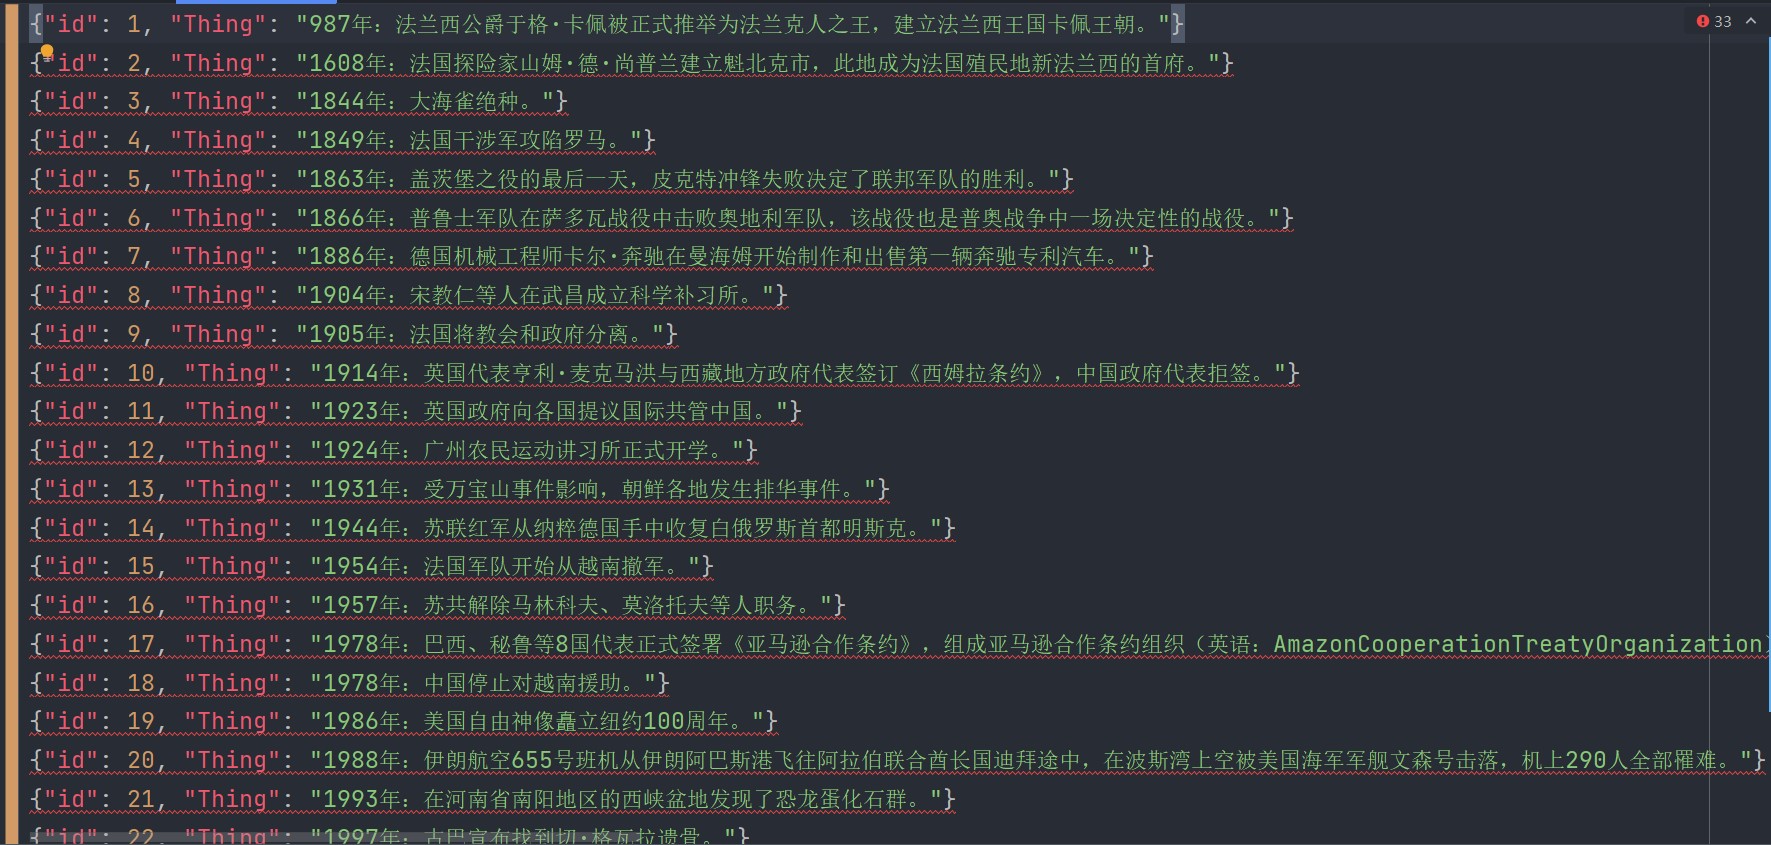 {"id": 1, "Thing": "987年：法兰西公爵于格·卡佩被正式推举为法兰克人之王，建立法兰西王国卡佩王朝。"}
33
{"id": 2, "Thing": "1608年：法国探险家山姆·德·尚普兰建立魁北克市，此地成为法国殖民地新法兰西的首府。"}
{"id": 3, "Thing": "1844年：大海雀绝种。"}
{"id": 4, "Thing": "1849年：法国干涉军攻陷罗马。"}
{"id": 5, "Thing": "1863年：盖茨堡之役的最后一天，皮克特冲锋失败决定了联邦军队的胜利。"}
{"id": 6, "Thing": "1866年：普鲁士军队在萨多瓦战役中击败奥地利军队，该战役也是普奥战争中一场决定性的战役。"}
{"id": 7, "Thing": "1886年：德国机械工程师卡尔·奔驰在曼海姆开始制作和出售第一辆奔驰专利汽车。"}
{"id": 8, "Thing": "1904年：宋教仁等人在武昌成立科学补习所。"}
{"id": 9, "Thing": "1905年：法国将教会和政府分离。"}
{"id": 10, "Thing": "1914年：英国代表亨利·麦克马洪与西藏地方政府代表签订《西姆拉条约》，中国政府代表拒签。"}
{"id": 11, "Thing": "1923年：英国政府向各国提议国际共管中国。"}
{"id": 12, "Thing": "1924年：广州农民运动讲习所正式开学。"}
{"id": 13, "Thing": "1931年：受万宝山事件影响，朝鲜各地发生排华事件。"}
{"id": 14, "Thing": "1944年：苏联红军从纳粹德国手中收复白俄罗斯首都明斯克。"}
{"id": 15, "Thing": "1954年：法国军队开始从越南撤军。"}
{"id": 16, "Thing": "1957年：苏共解除马林科夫、莫洛托夫等人职务。"}
{"id": 17, "Thing": "1978年：巴西、秘鲁等8国代表正式签署《亚马逊合作条约》，组成亚马逊合作条约组织（英语：AmazonCooperationTreatyOrganization）
{"id": 18, "Thing": "1978年：中国停止对越南援助。"}
{"id": 19, "Thing": "1986年：美国自由神像矗立纽约100周年。"}
{"id": 20, "Thing": "1988年：伊朗航空655号班机从伊朗阿巴斯港飞往阿拉伯联合酋长国迪拜途中，在波斯湾上空被美国海军军舰文森号击落，机上290人全部罹难。"}
{"id": 21, "Thing": "1993年：在河南省南阳地区的西峡盆地发现了恐龙蛋化石群。"}
{"id": 22, "Thing": "1997年：古巴宣布找到切·格瓦拉遗骨。"}